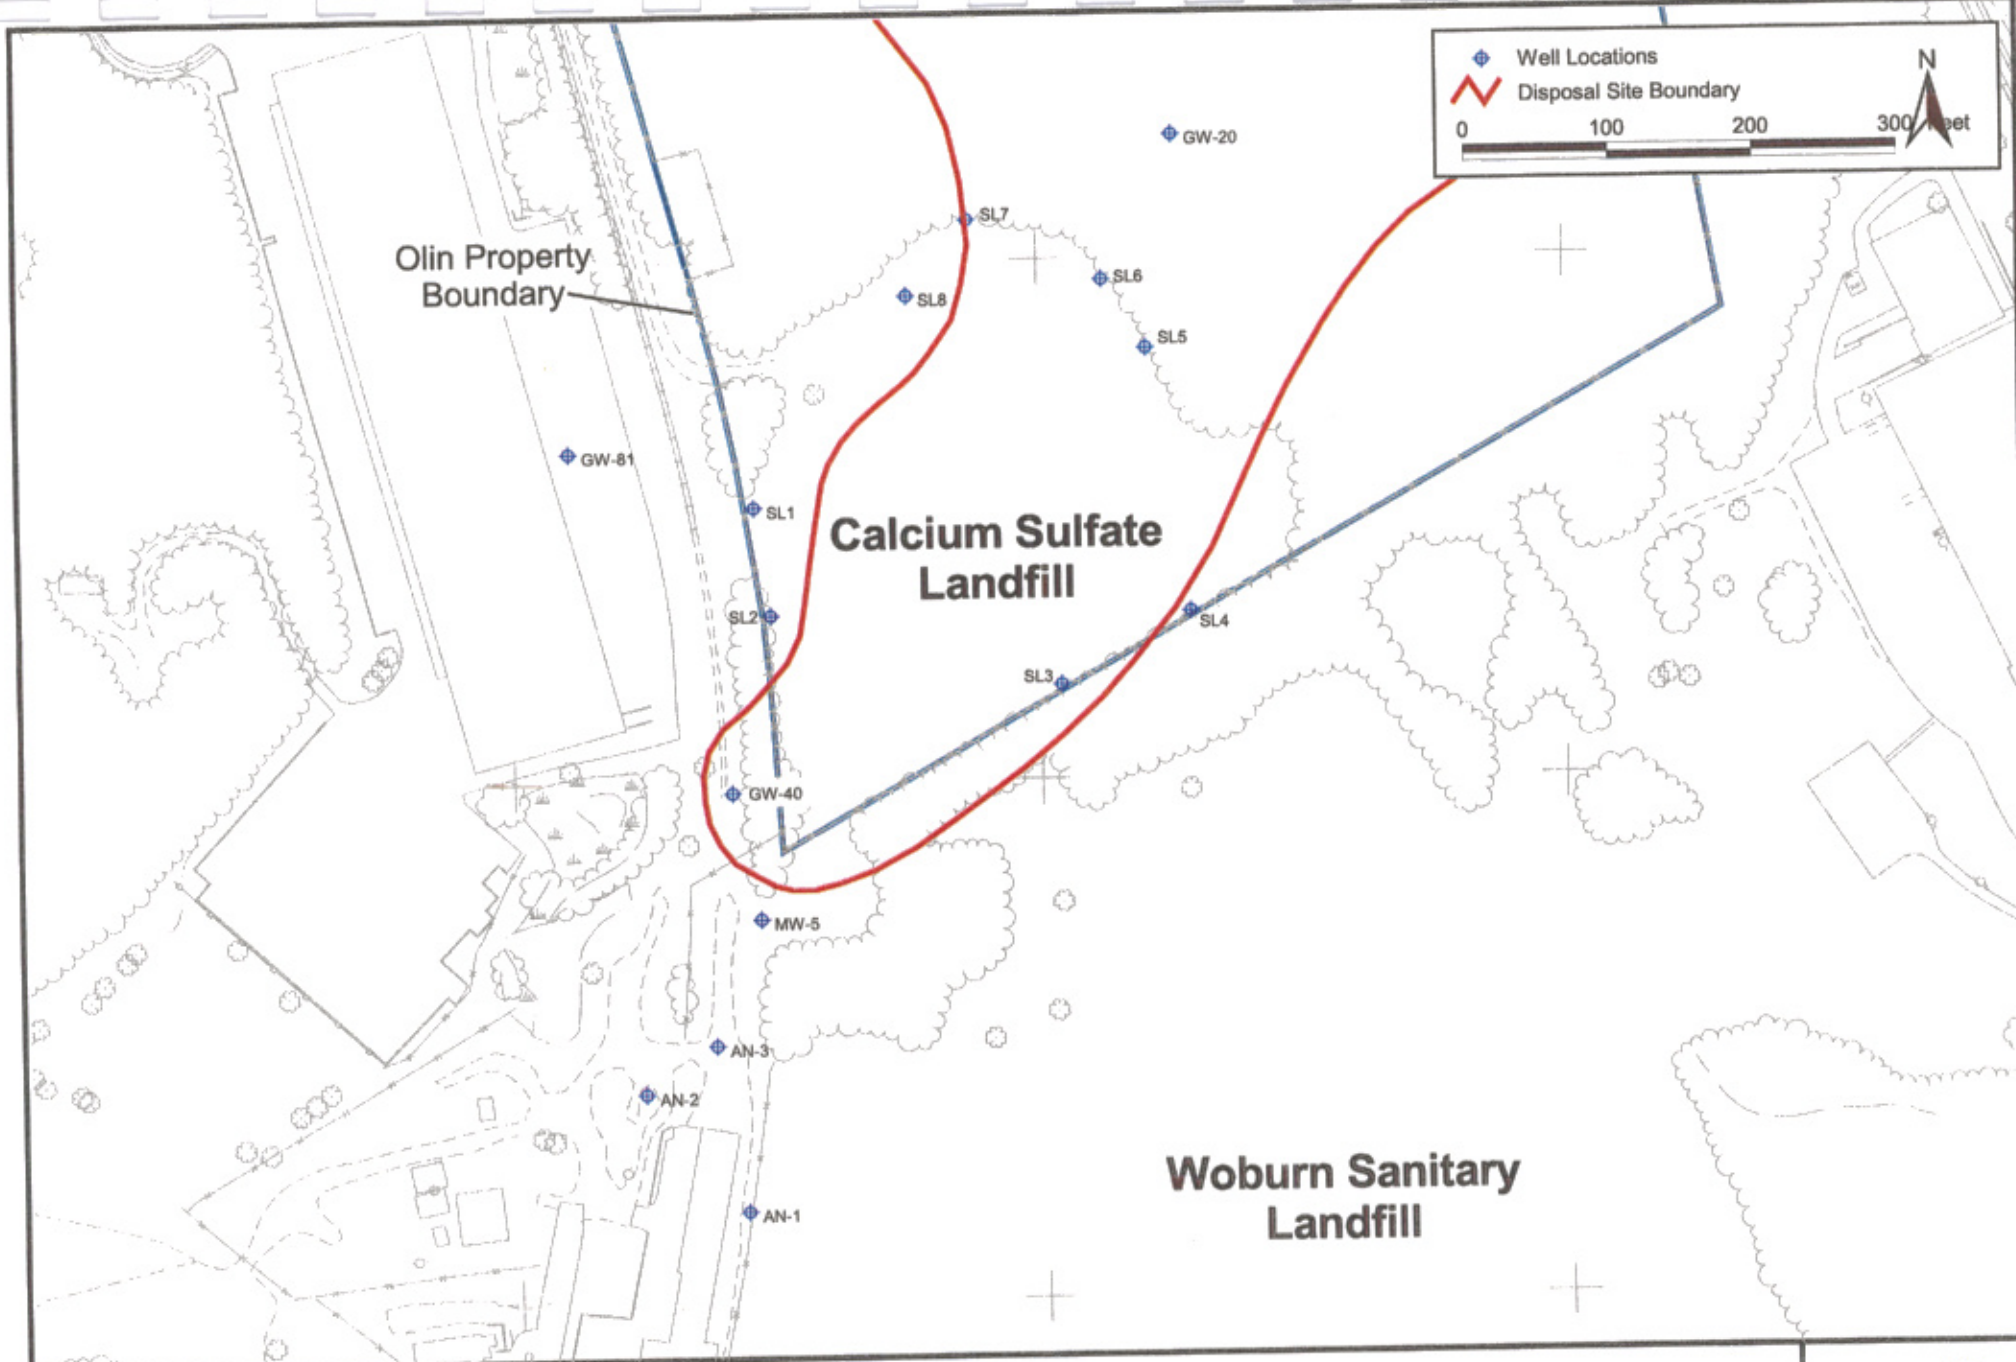 Well Locations
N
Disposal Site Boundary
0 100 200 300 eet
GW-20
SL7
Olin Property
Boundary
SL6
SL8
SL5
GW-81
SL1
Calcium Sulfate
Landfill
SL2
SL4
SL3
GW-40
MW-5
AN-3
AN-2
Woburn Sanitary
Landfill
AN-1